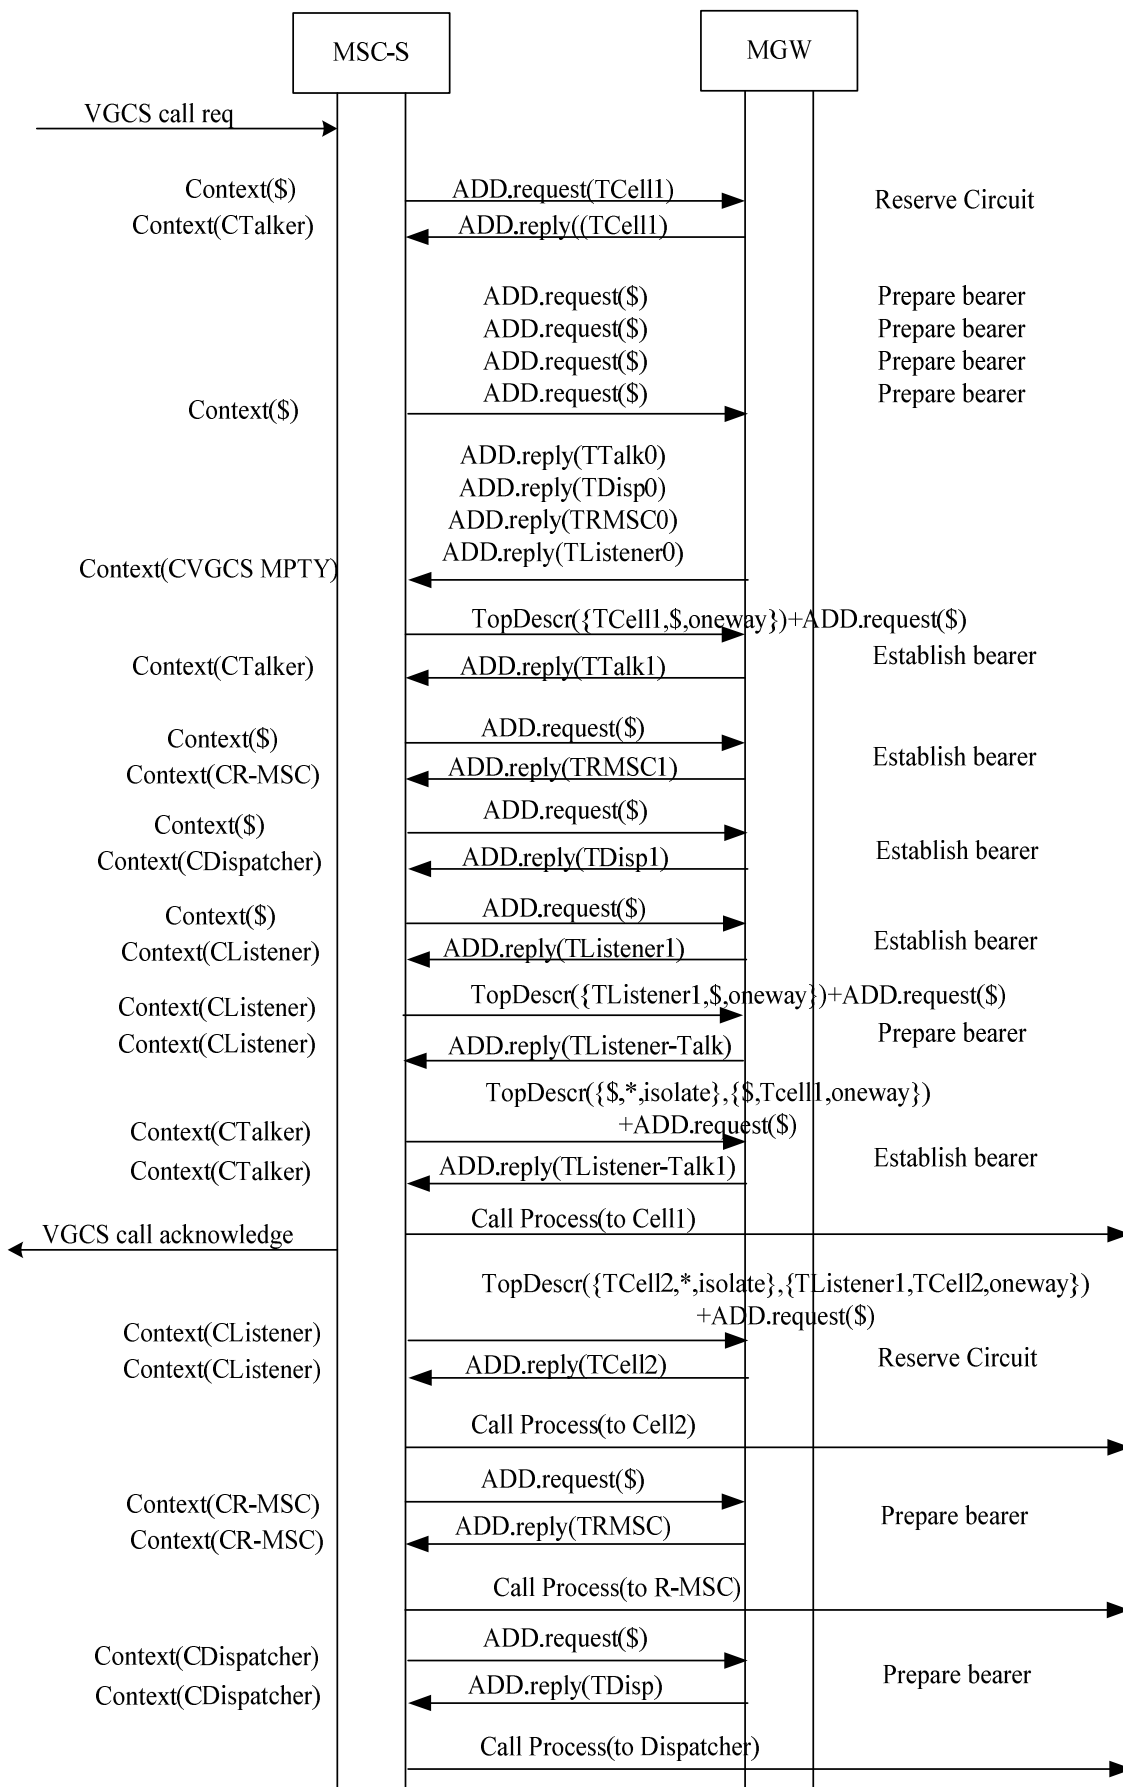 MSC-S
MGW
VGCS call req
Context($)
ADD.request(TCell1)
Reserve Circuit
Context(CTalker)
ADD.reply((TCell1)
ADD.request($)
Prepare bearer
ADD.request($)
Prepare bearer
ADD.request($)
Prepare bearer
ADD.request($)
Prepare bearer
Context($)
ADD.reply(TTalk0)
ADD.reply(TDisp0)
ADD.reply(TRMSC0)
ADD.reply(TListener0)
Context(CVGCS MPTY)
TopDescr({TCell1,$,oneway})+ADD.request($)
Establish bearer
Context(CTalker)
ADD.reply(TTalk1)
Context($)
ADD.request($)
Establish bearer
Context(CR-MSC)
ADD.reply(TRMSC1)
Context($)
ADD.request($)
Establish bearer
Context(CDispatcher)
ADD.reply(TDisp1)
Context($)
ADD.request($)
Establish bearer
Context(CListener)
ADD.reply(TListener1)
TopDescr({TListener1,$,oneway})+ADD.request($)
Context(CListener)
Prepare bearer
Context(CListener)
ADD.reply(TListener-Talk)
TopDescr({$,*,isolate},{$,Tcell1,oneway})
+ADD.request($)
Context(CTalker)
Establish bearer
Context(CTalker)
ADD.reply(TListener-Talk1)
Call Process(to Cell1)
VGCS call acknowledge
TopDescr({TCell2,*,isolate},{TListener1,TCell2,oneway})
+ADD.request($)
Context(CListener)
Reserve Circuit
Context(CListener)
ADD.reply(TCell2)
Call Process(to Cell2)
ADD.request($)
Context(CR-MSC)
Prepare bearer
Context(CR-MSC)
ADD.reply(TRMSC)
Call Process(to R-MSC)
ADD.request($)
Context(CDispatcher)
Prepare bearer
Context(CDispatcher)
ADD.reply(TDisp)
Call Process(to Dispatcher)